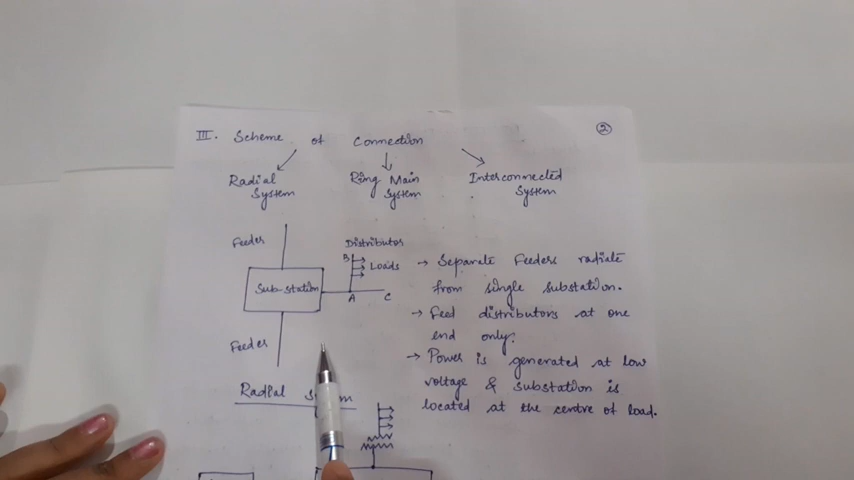 III. Scheme of Connection
②
Radial System
Ring Main System
Interconnected System
Feeder
Sub-station
Feeder
Distributor
B
Loads
A
C
→ Separate Feeders radiate
from single substation.
→ Feed distributors at one
end only.
→ Power is generated at low
voltage & substation is
located at the centre of load.
Radial